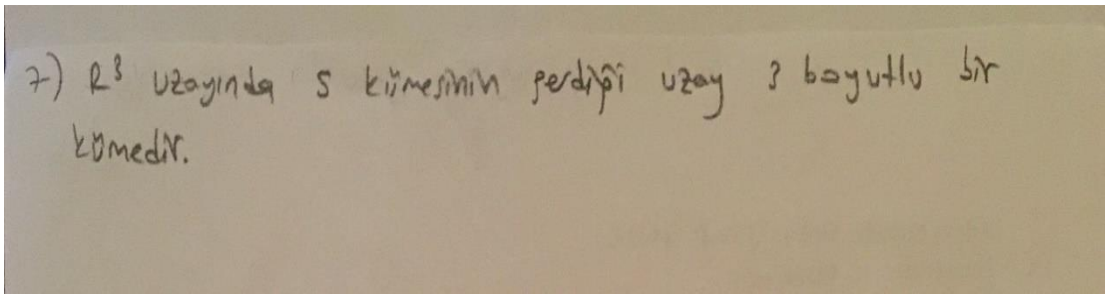 7) R³ uzayında S kümesinin gerdiği uzay 3 boyutlu bir
kümedir.